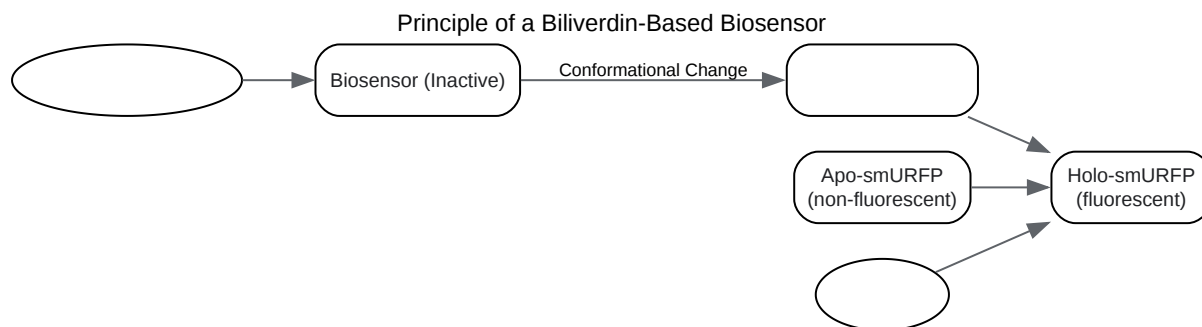 Principle of a Biliverdin-Based Biosensor
Biosensor (Inactive)
Conformational Change
Apo-smURFP
(non-fluorescent)
Holo-smURFP
(fluorescent)